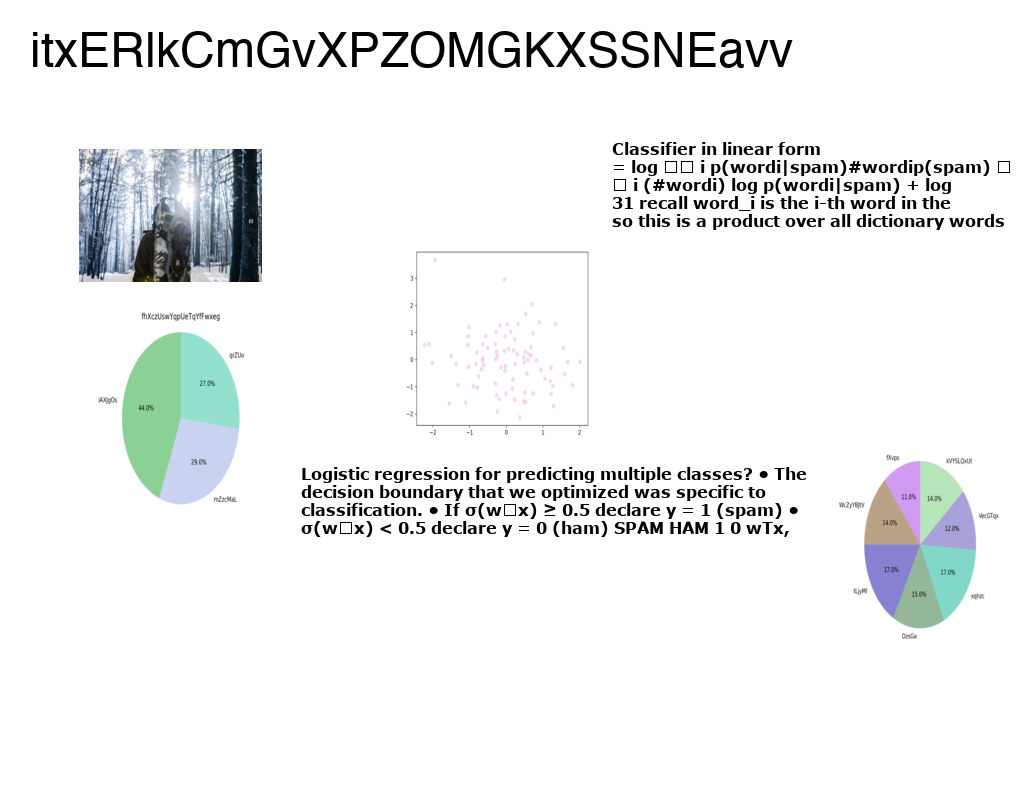 itxERlkCmGvXPZOMGKXSSNEavv
Classifier in linear form
= log □□ i p(wordi|spam)#wordip(spam) □
□ i (#wordi) log p(wordi|spam) + log
31 recall word_i is the i-th word in the
so this is a product over all dictionary words
3
2
1
0
−1
−2
−2 −1 0 1 2
fhXczUswYqpUeTqYfFwxeg
qrZUo
27.0%
iAXJgOs
44.0%
29.0%
mZzcMaL
Logistic regression for predicting multiple classes? • The
decision boundary that we optimized was specific to
classification. • If σ(w□x) ≥ 0.5 declare y = 1 (spam) •
σ(w□x) < 0.5 declare y = 0 (ham) SPAM HAM 1 0 wTx,
fXvps
kVYSLQxUt
11.0%
14.0%
WcZyYBJtV
VecGTqx
14.0%
12.0%
17.0%
17.0%
tLjyMl
xqhzc
15.0%
DzsGa